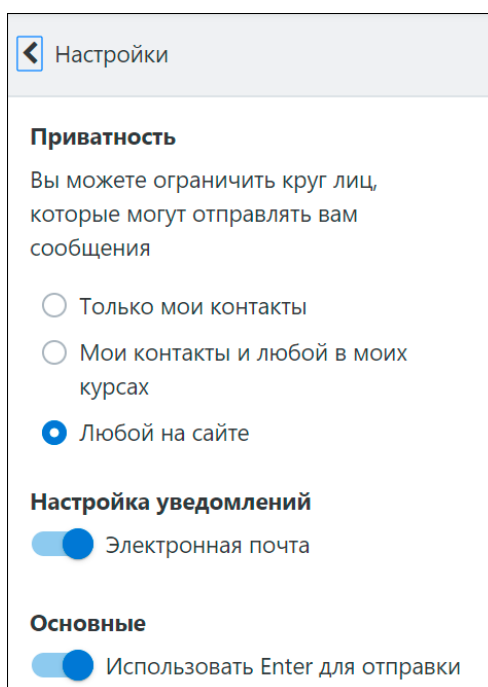 Настройки
Приватность
Вы можете ограничить круг лиц,
которые могут отправлять вам
сообщения
Только мои контакты
Мои контакты и любой в моих
курсах
Любой на сайте
Настройка уведомлений
Электронная почта
Основные
Использовать Enter для отправки